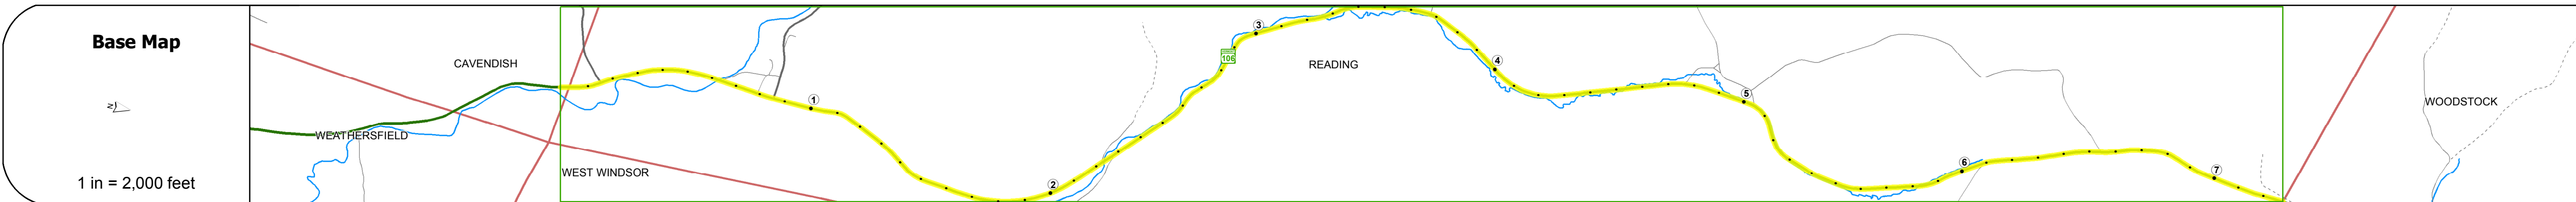 Base Map
N
1 in = 2,000 feet
CAVENDISH
WEATHERSFIELD
WEST WINDSOR
READING
WOODSTOCK
106
1
2
3
4
5
6
7